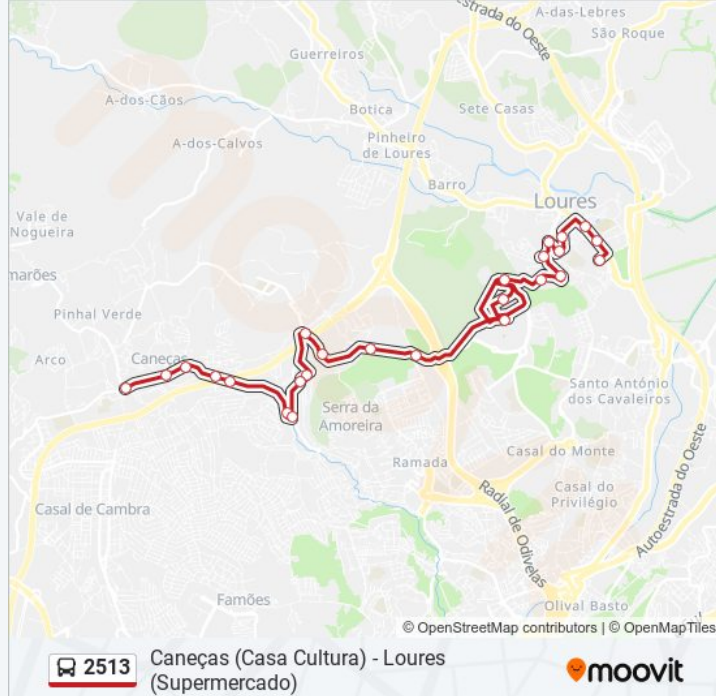 estrada do Oeste
A-das-Lebres
São Roque
Guerreiros
A-dos-Cãos
Botica
Sete Casas
A-dos-Calvos
Pinheiro
de Loures
Barro
Loures
Vale de
Nogueira
marões
Pinhal Verde
Arco
Caneças
Serra da
Amoreira
Santo António
dos Cavaleiros
Ramada
Casal do Monte
Casal do
Privilégio
Casal de Cambra
Radial de Odivelas
Autoestrada do Oeste
Famões
Olival Basto
© OpenStreetMap contributors | © OpenMapTiles
2513
Caneças (Casa Cultura) - Loures
(Supermercado)
moovit